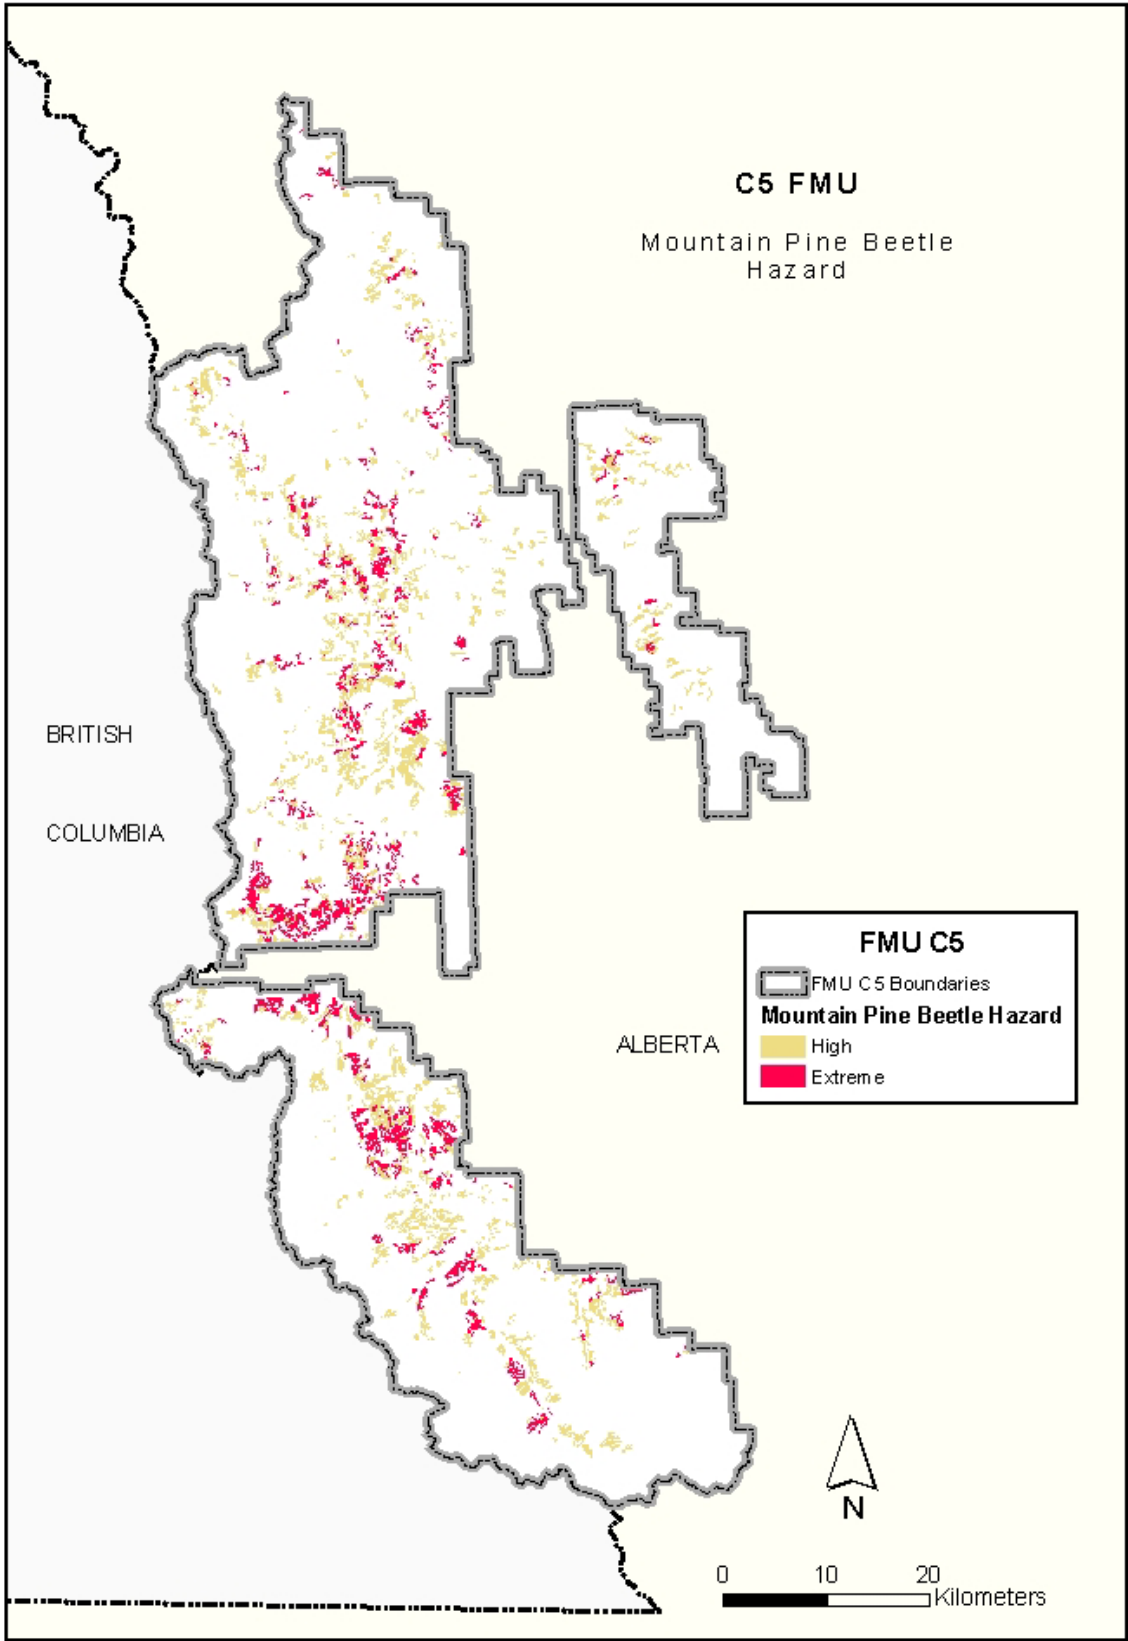 C5 FMU
Mountain Pine Beetle
Hazard
BRITISH
COLUMBIA
ALBERTA
FMU C5
FMU C5 Boundaries
Mountain Pine Beetle Hazard
High
Extreme
N
0 10 20
Kilometers